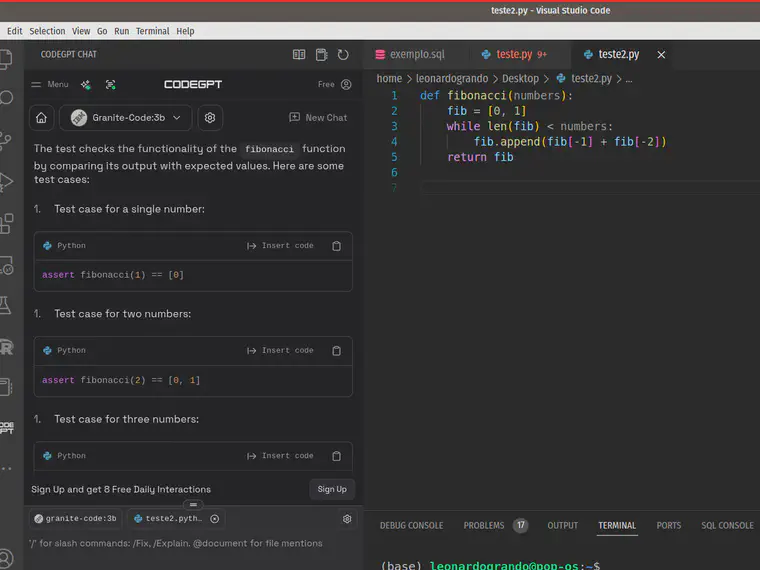 teste2.py - Visual Studio Code
Edit Selection View Go Run Terminal Help
CODEGPT CHAT
Menu
CODEGPT
Free
Granite-Code:3b
New Chat
The test checks the functionality of the fibonacci function
by comparing its output with expected values. Here are some
test cases:
1. Test case for a single number:
Python
Insert code
assert fibonacci(1) == [0]
1. Test case for two numbers:
Python
Insert code
assert fibonacci(2) == [0, 1]
1. Test case for three numbers:
Python
Insert code
Sign Up and get 8 Free Daily Interactions
Sign Up
granite-code:3b
teste2.pyth...
'/' for slash commands: /Fix, /Explain. @document for file mentions
exemplo.sql
teste.py 9+
teste2.py
home > leonardogrando > Desktop > teste2.py > ...
1 def fibonacci(numbers):
2 fib = [0, 1]
3 while len(fib) < numbers:
4 fib.append(fib[-1] + fib[-2])
5 return fib
6
7
DEBUG CONSOLE PROBLEMS 17 OUTPUT TERMINAL PORTS SQL CONSOLE
(base) leonardogrando@pop-os:~$